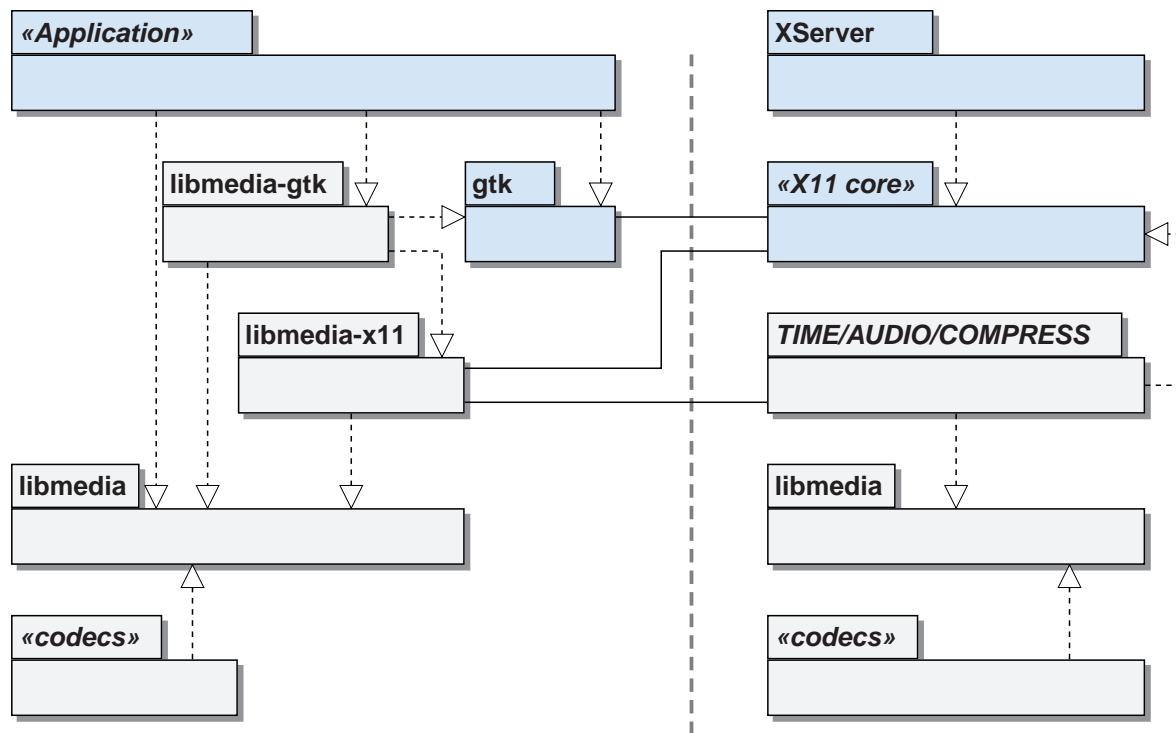 «Application»
XServer
libmedia-gtk
gtk
«X11 core»
libmedia-x11
TIME/AUDIO/COMPRESS
libmedia
libmedia
«codecs»
«codecs»